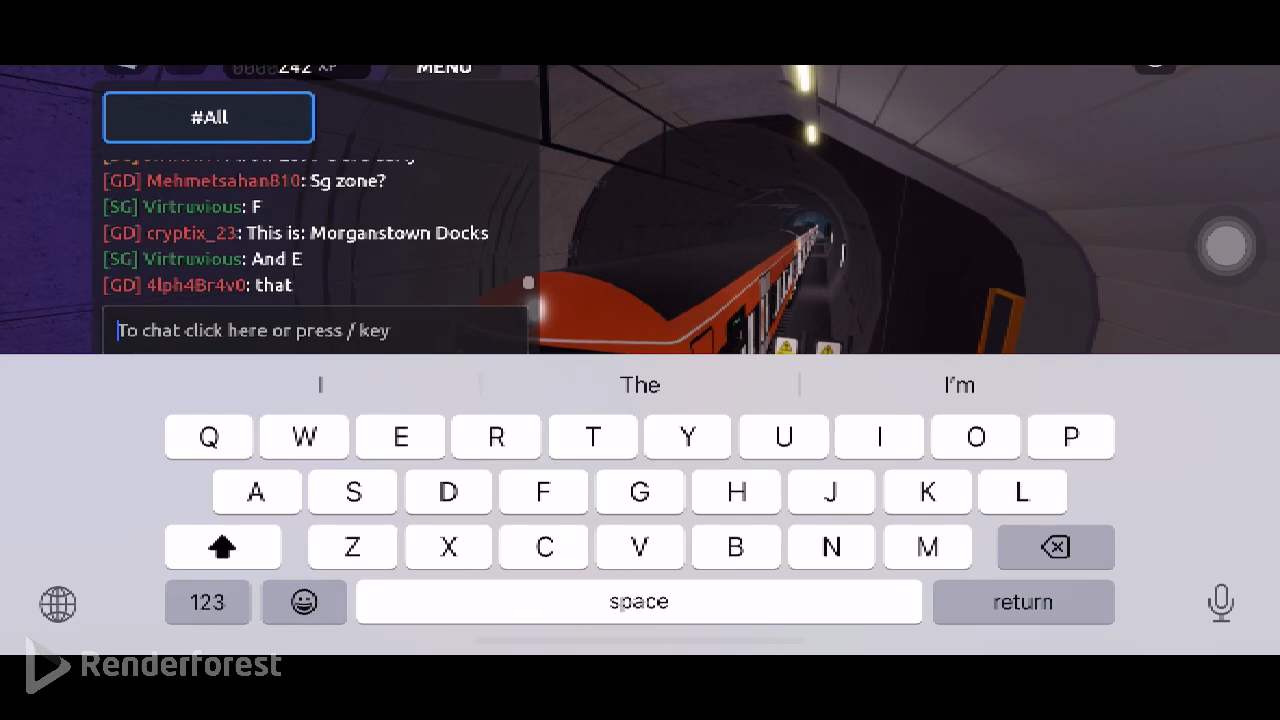 242 XP
MENU
#All
[GD] Mehmetsahan810: Sg zone?
[SG] Virtruvious: F
[GD] cryptix_23: This is: Morganstown Docks
[SG] Virtruvious: And E
[GD] 4lph4Br4v0: that
To chat click here or press / key
I The I'm
Q W E R T Y U I O P
A S D F G H J K L
Z X C V B N M
123 space return
Renderforest